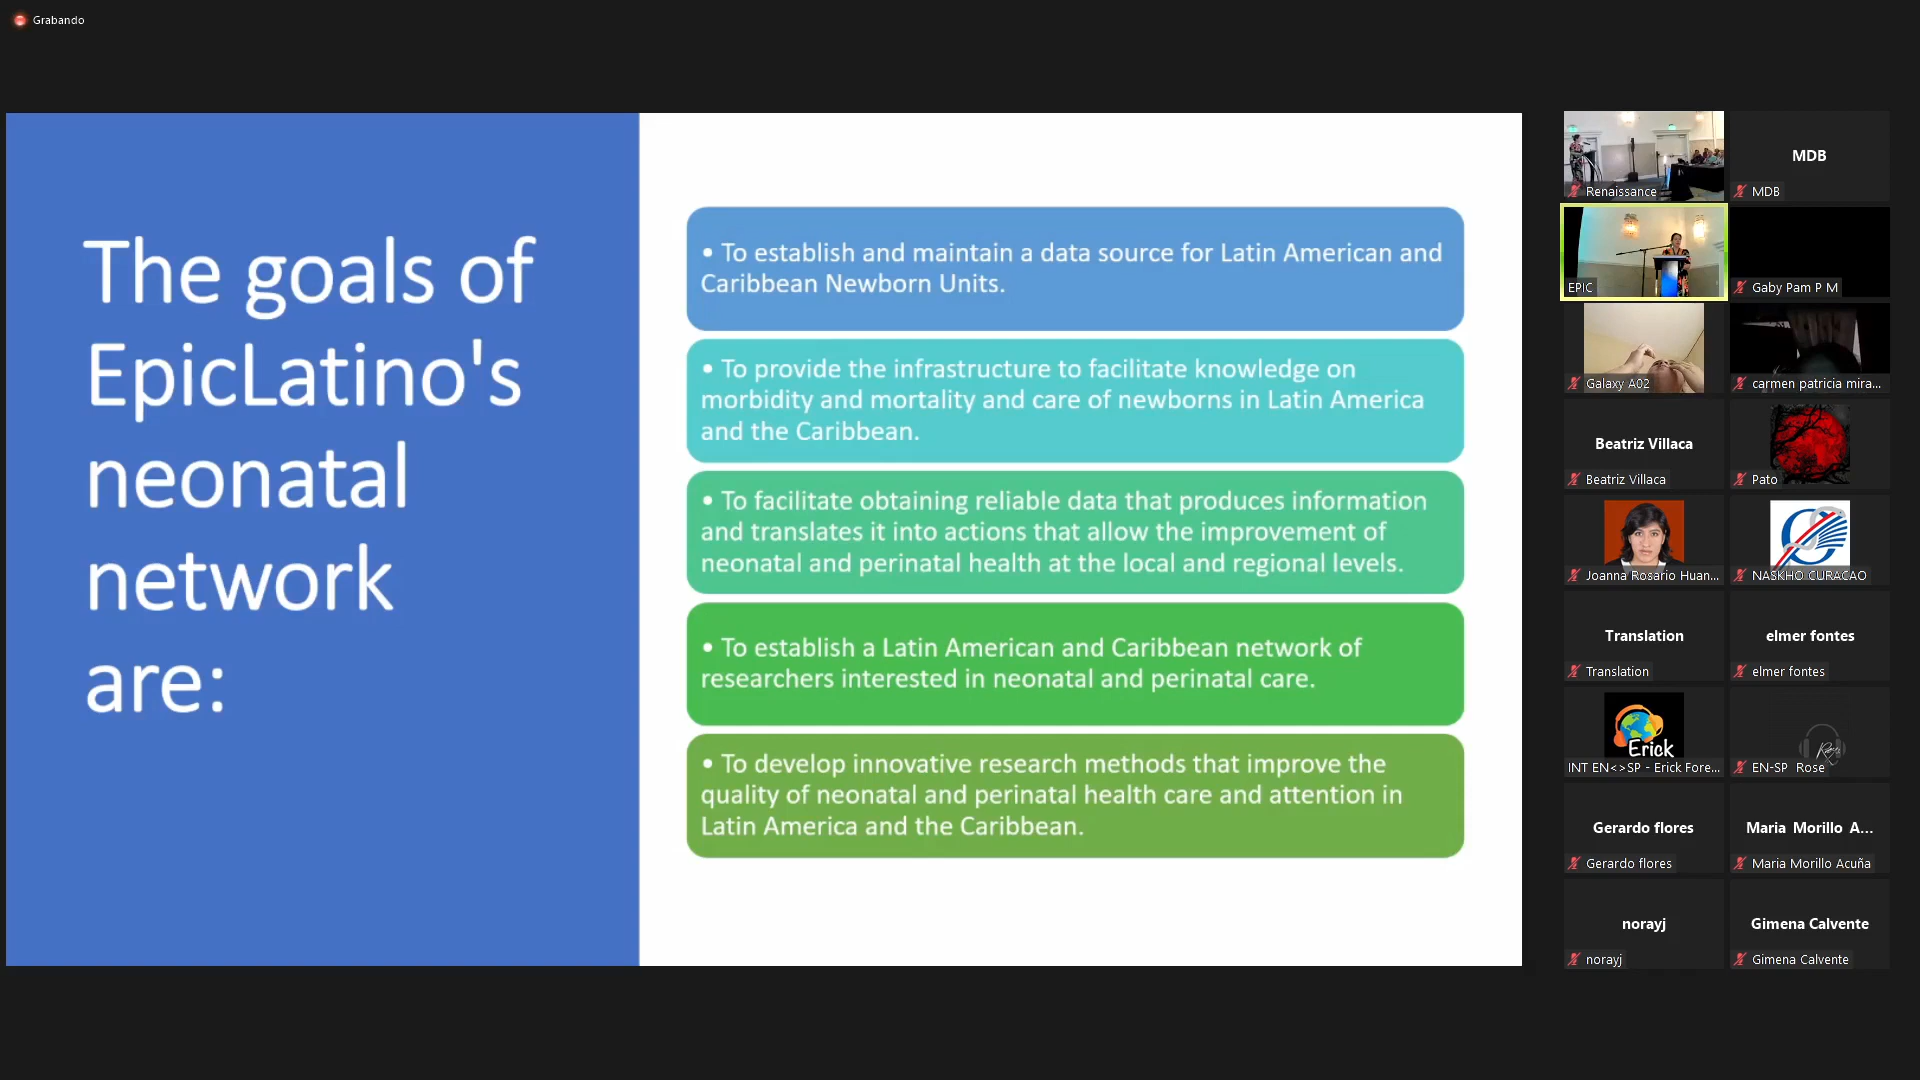 Grabando
The goals of
EpicLatino's
neonatal
network
are:
• To establish and maintain a data source for Latin American and
Caribbean Newborn Units.
• To provide the infrastructure to facilitate knowledge on
morbidity and mortality and care of newborns in Latin America
and the Caribbean.
• To facilitate obtaining reliable data that produces information
and translates it into actions that allow the improvement of
neonatal and perinatal health at the local and regional levels.
• To establish a Latin American and Caribbean network of
researchers interested in neonatal and perinatal care.
• To develop innovative research methods that improve the
quality of neonatal and perinatal health care and attention in
Latin America and the Caribbean.
Renaissance
MDB
MDB
EPIC
Gaby Pam P M
Galaxy A02
carmen patricia mira...
Beatriz Villaca
Beatriz Villaca
Pato
Joanna Rosario Huan...
NASKHO CURACAO
Translation
Translation
elmer fontes
elmer fontes
Erick
INT EN<>SP - Erick Fore...
EN-SP Rose
Gerardo flores
Gerardo flores
Maria Morillo A...
Maria Morillo Acuña
norayj
norayj
Gimena Calvente
Gimena Calvente